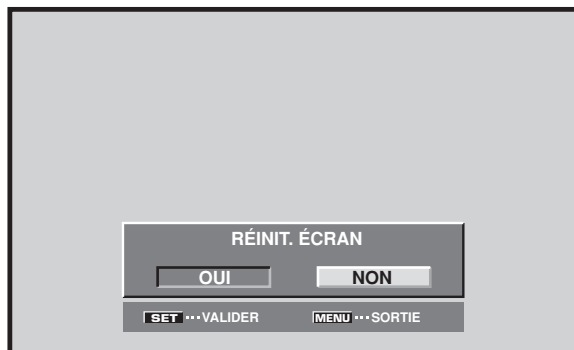 RÉINIT. ÉCRAN
OUI NON
SET ··· VALIDER MENU ··· SORTIE